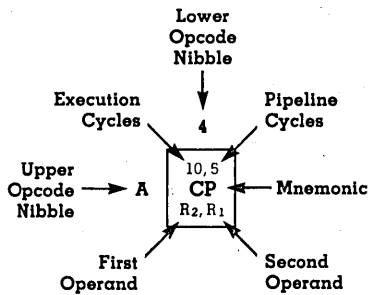 Lower
Opcode
Nibble
Execution
Cycles
Pipeline
Cycles
4
Upper
Opcode
Nibble
A
10, 5
CP
R2, R1
Mnemonic
First
Operand
Second
Operand